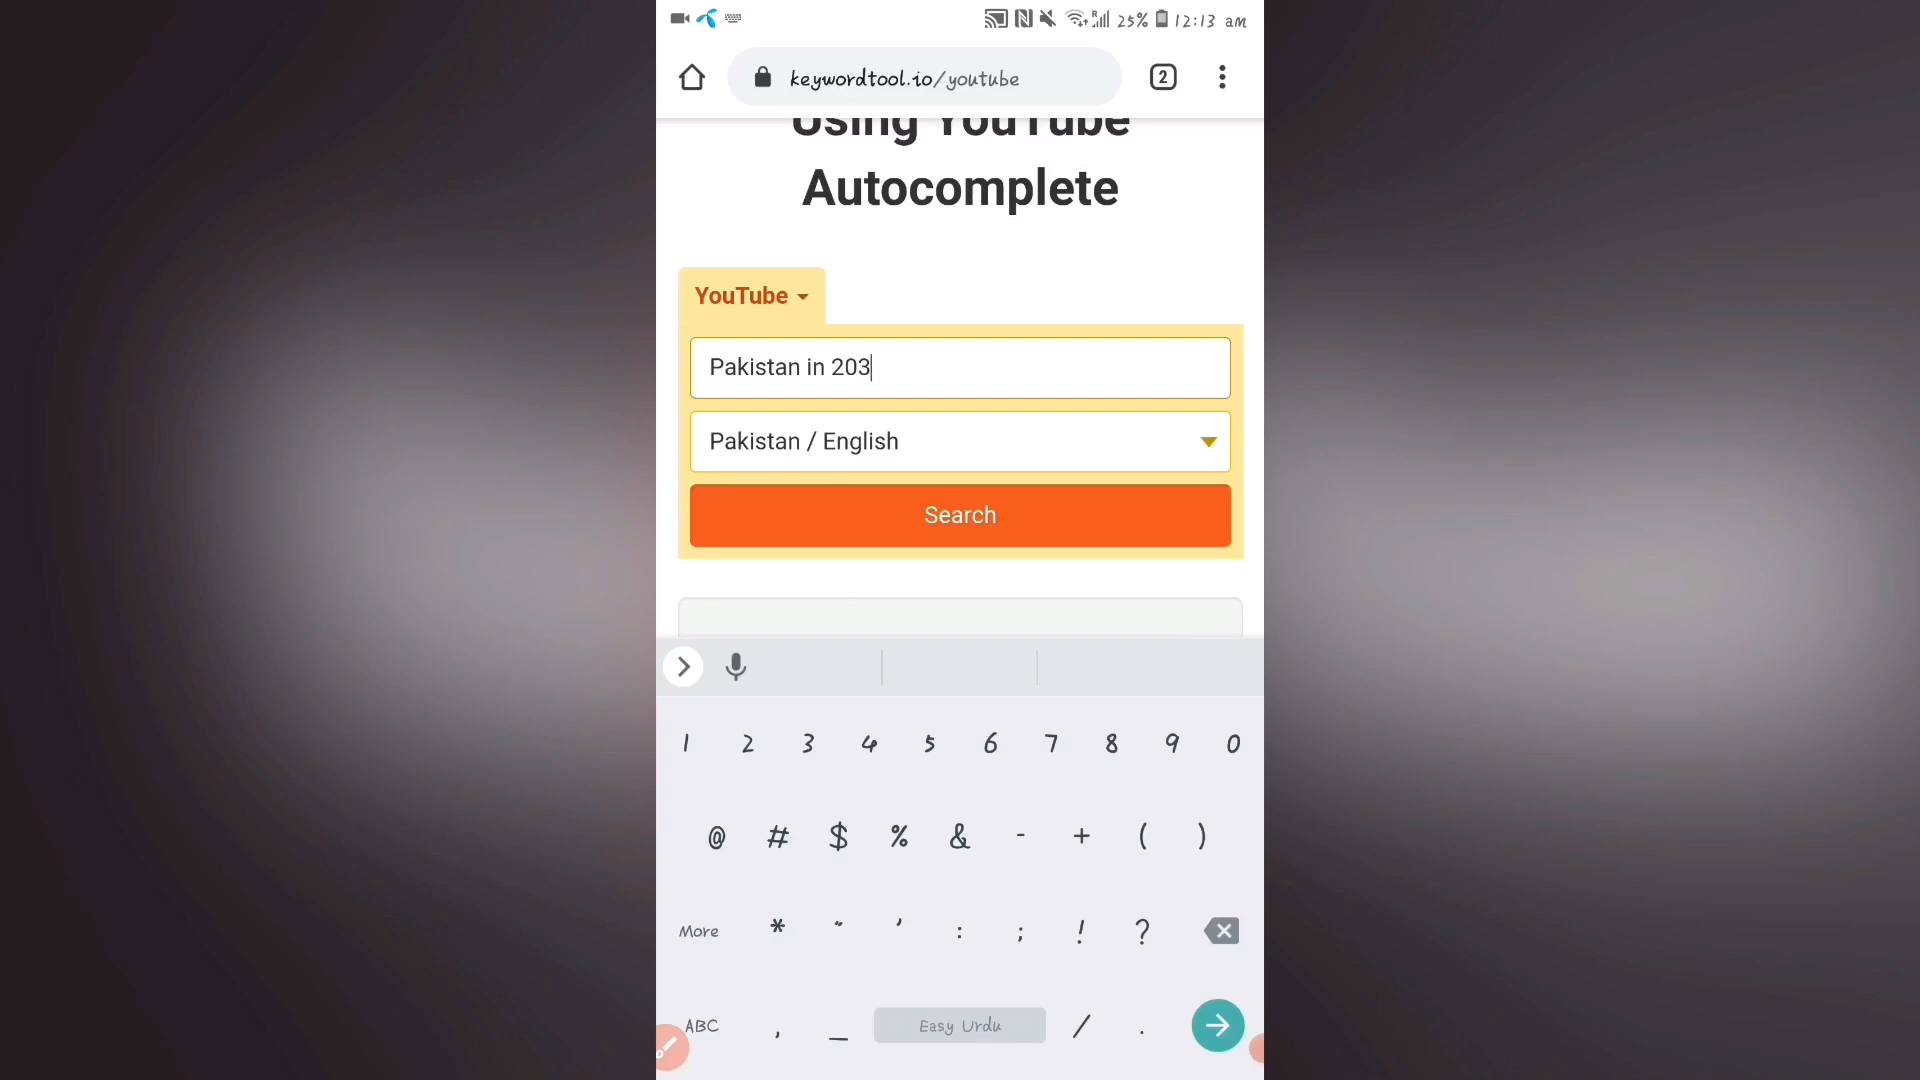 25% 12:13 am
keywordtool.io/youtube
2
Using YouTube
Autocomplete
YouTube
Pakistan in 203
Pakistan / English
Search
1 2 3 4 5 6 7 8 9 0
@ # $ % & - + ( )
More * " ' : ; ! ?
ABC , _ Easy Urdu / .